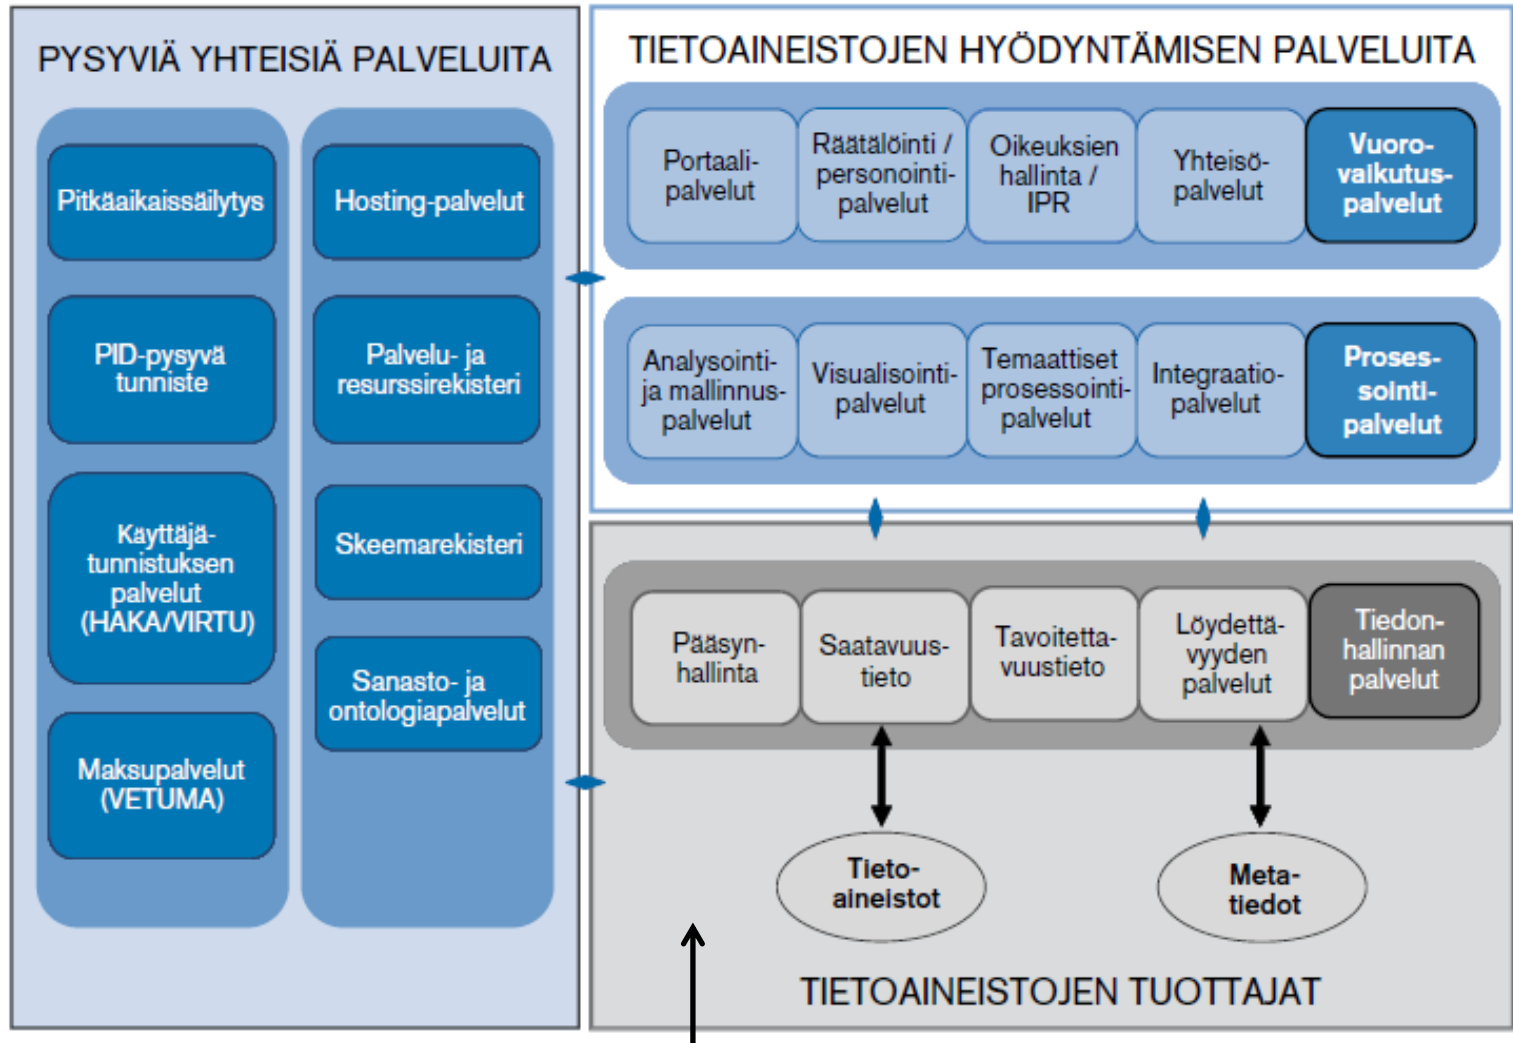 PYSYVIÄ YHTEISIÄ PALVELUITA
Pitkäaikaissäilytys
PID-pysyvä
tunniste
Käyttäjä-
tunnistuksen
palvelut
(HAKA/VIRTU)
Maksupalvelut
(VETUMA)
Hosting-palvelut
Palvelu- ja
resurssirekisteri
Skeemarekisteri
Sanasto- ja
ontologiapalvelut
TIETOAINEISTOJEN HYÖDYNTÄMISEN PALVELUITA
Portaali-
palvelut
Räätälöinti /
personointi-
palvelut
Oikeuksien
hallinta /
IPR
Yhteisö-
palvelut
Vuoro-
vaikutus-
palvelut
Analysointi-
ja mallinnus-
palvelut
Visualisointi-
palvelut
Temaattiset
prosessointi-
palvelut
Integraatio-
palvelut
Proses-
sointi-
palvelut
Pääsyn-
hallinta
Saatavuus-
tieto
Tavoitetta-
vuustieto
Löydettä-
vyyden
palvelut
Tiedon-
hallinnan
palvelut
Tieto-
aineistot
Meta-
tiedot
TIETOAINEISTOJEN TUOTTAJAT